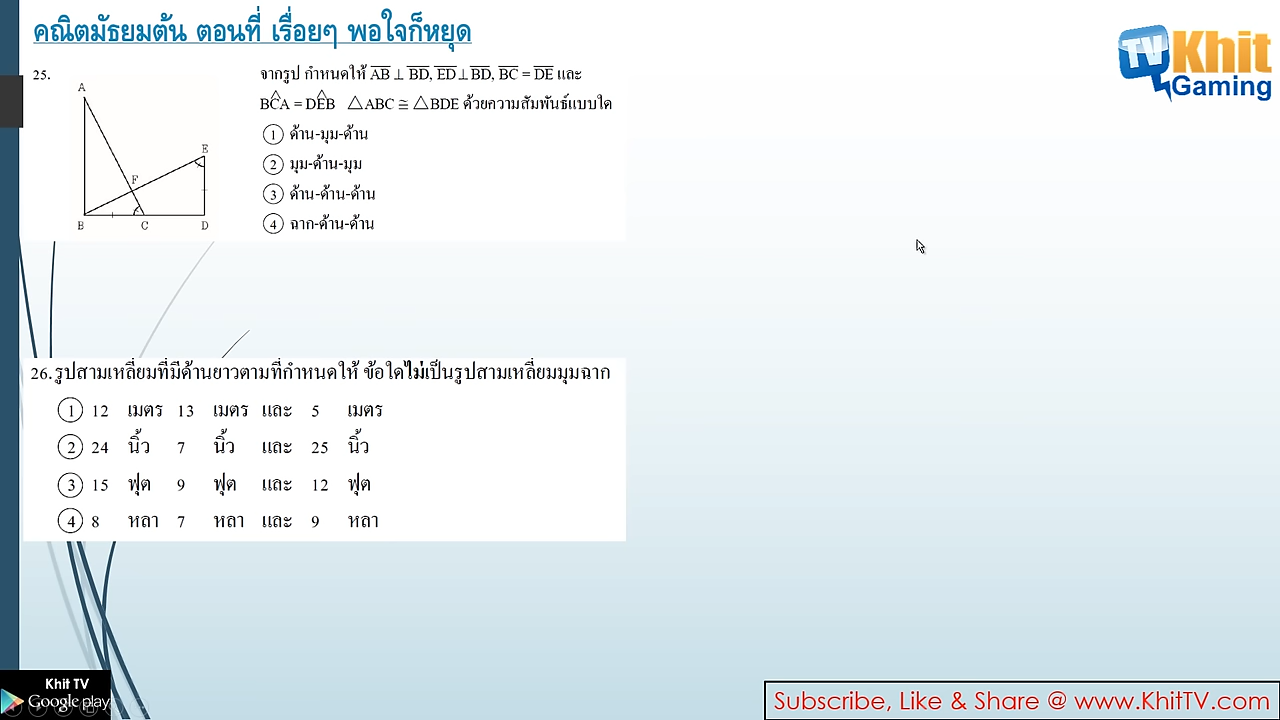 คณิตมัธยมต้น ตอนที่ เรื่อยๆ พอใจก็หยุด
TV Khit
Gaming
25.
จากรูป กำหนดให้ AB ⊥ BD, ED⊥BD, BC = DE และ
BĈA = DÊB △ABC ≅ △BDE ด้วยความสัมพันธ์แบบใด
1 ด้าน-มุม-ด้าน
2 มุม-ด้าน-มุม
3 ด้าน-ด้าน-ด้าน
4 ฉาก-ด้าน-ด้าน
A
E
F
B C D
26.รูปสามเหลี่ยมที่มีด้านยาวตามที่กำหนดให้ ข้อใดไม่เป็นรูปสามเหลี่ยมมุมฉาก
1 12 เมตร 13 เมตร และ 5 เมตร
2 24 นิ้ว 7 นิ้ว และ 25 นิ้ว
3 15 ฟุต 9 ฟุต และ 12 ฟุต
4 8 หลา 7 หลา และ 9 หลา
Khit TV
Google play
Subscribe, Like & Share @ www.KhitTV.com